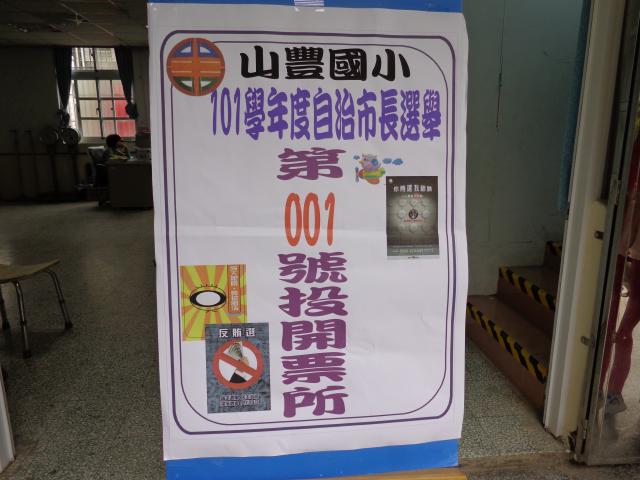 山豐國小
101學年度自治市長選舉
第
001
號投開票所
反賄選